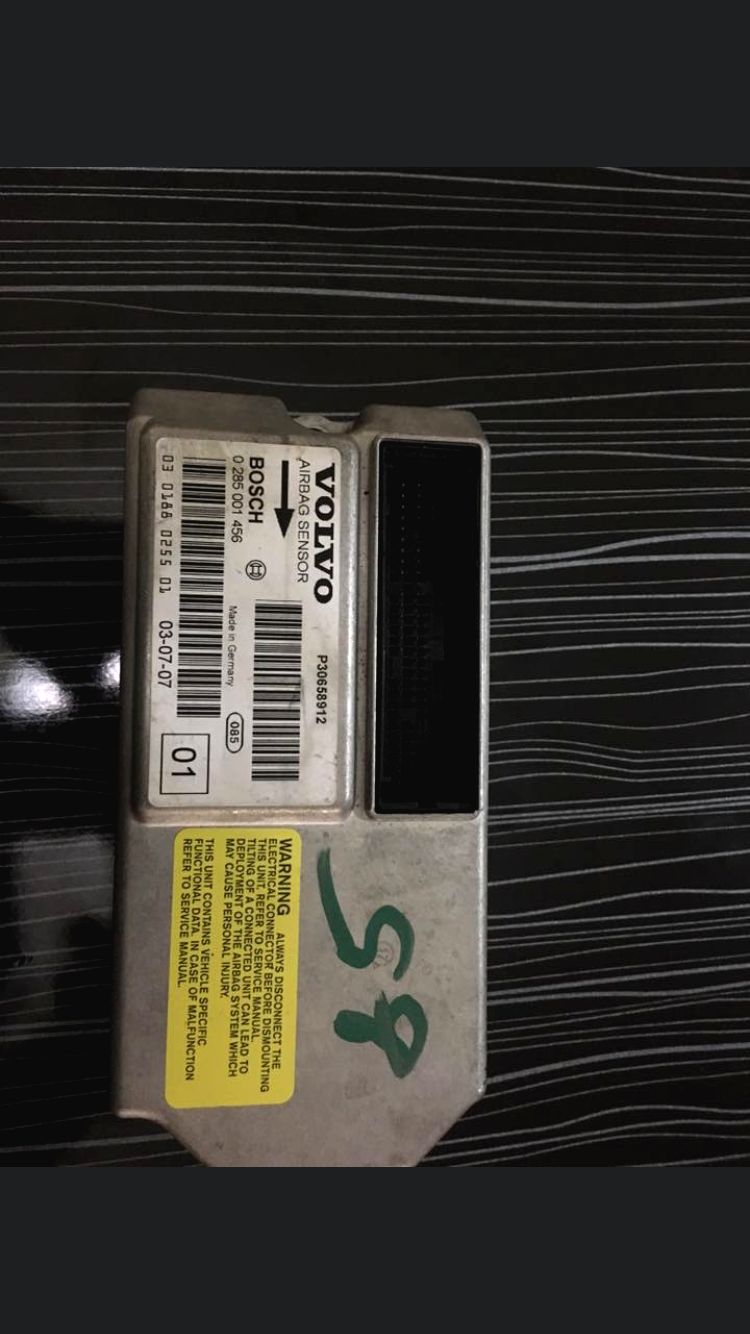 VOLVO
AIRBAG SENSOR
P30658912
BOSCH
0 285 001 456
Made in Germany
085
03 0188 0255 01
03-07-07
01
WARNING ALWAYS DISCONNECT THE
ELECTRICAL CONNECTOR BEFORE DISMOUNTING
THIS UNIT. REFER TO SERVICE MANUAL.
TILTING OF A CONNECTED UNIT CAN LEAD TO
DEPLOYMENT OF THE AIRBAG SYSTEM WHICH
MAY CAUSE PERSONAL INJURY.
THIS UNIT CONTAINS VEHICLE SPECIFIC
FUNCTIONAL DATA. IN CASE OF MALFUNCTION
REFER TO SERVICE MANUAL.